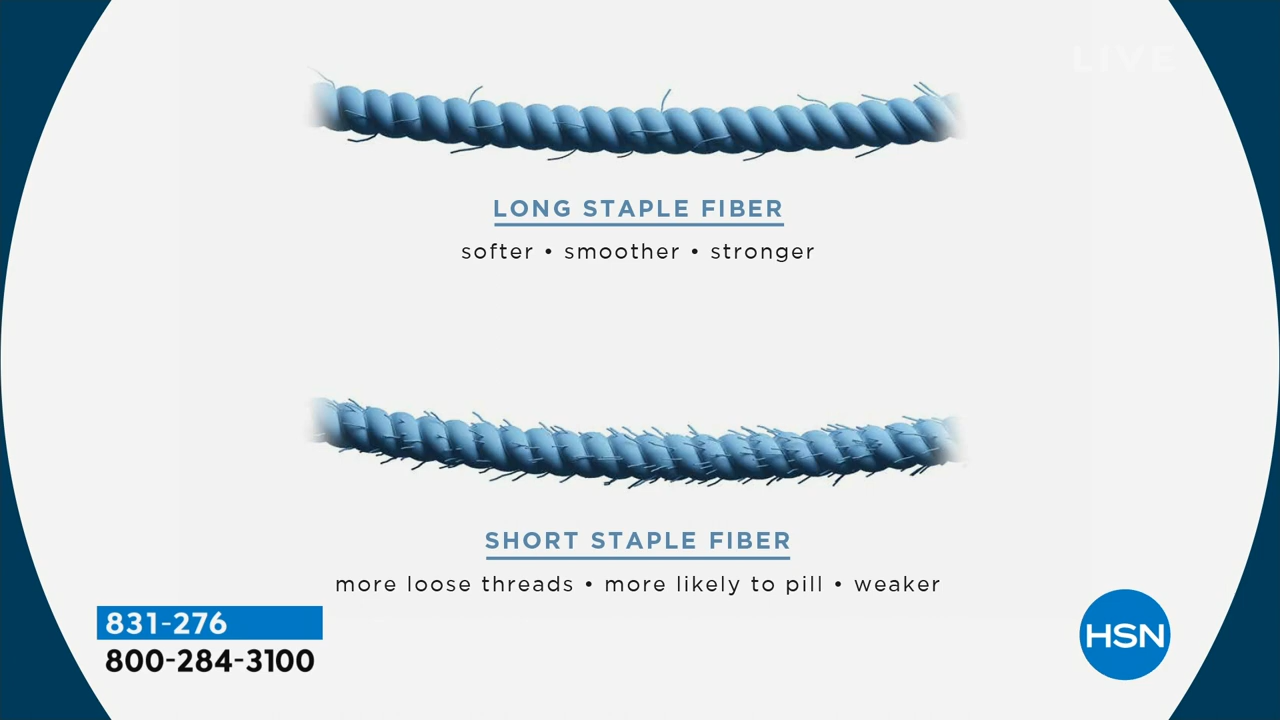 LIVE
LONG STAPLE FIBER
softer • smoother • stronger
SHORT STAPLE FIBER
more loose threads • more likely to pill • weaker
831-276
800-284-3100
HSN